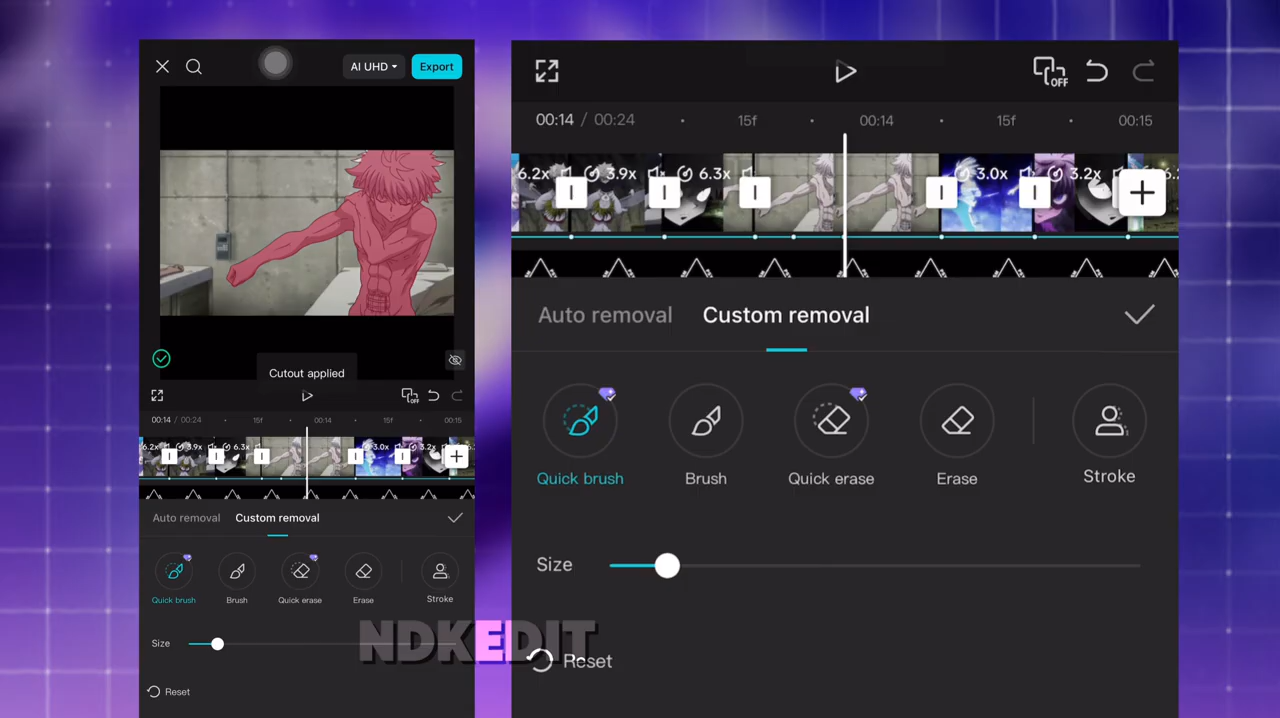 AI UHD
Export
Cutout applied
OFF
00:14 / 00:24
15f
00:14
15f
00:15
6.2x
3.9x
6.3x
3.0x
3.2x
Auto removal
Custom removal
Quick brush
Brush
Quick erase
Erase
Stroke
Size
Reset
OFF
00:14 / 00:24
15f
00:14
15f
00:15
6.2x
3.9x
6.3x
3.0x
3.2x
Auto removal
Custom removal
Quick brush
Brush
Quick erase
Erase
Stroke
Size
Reset
NDKEDIT